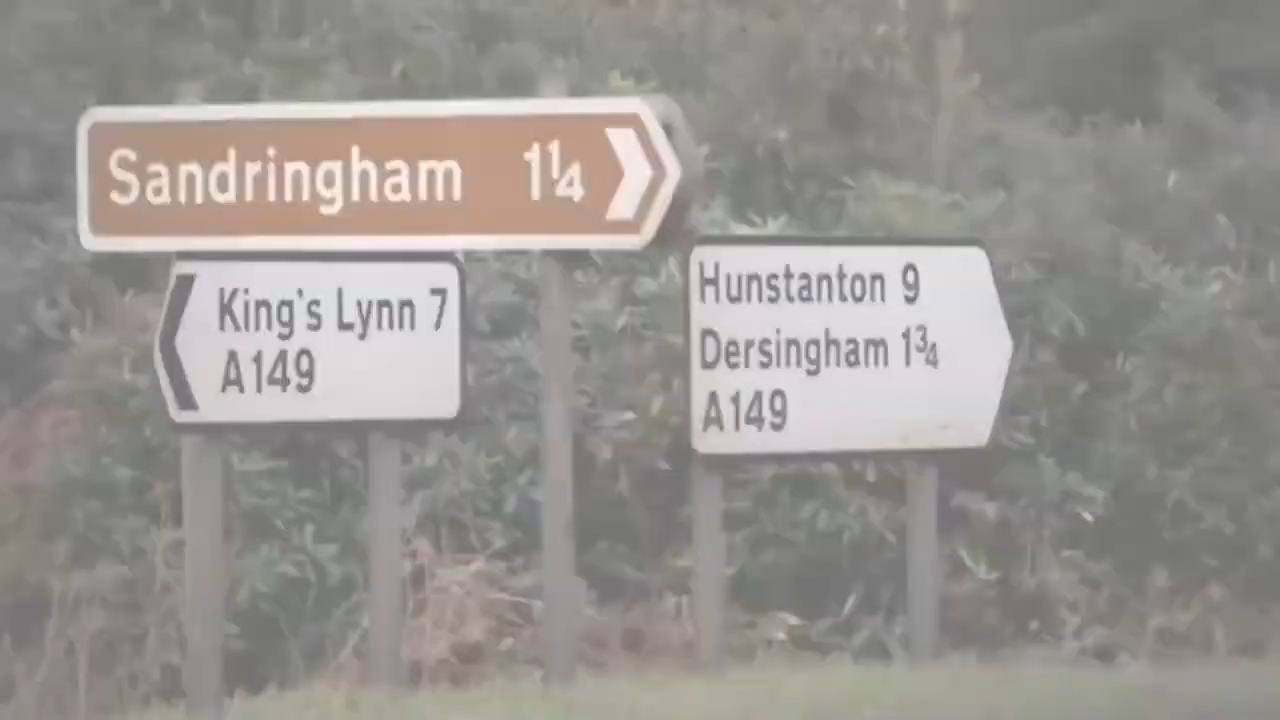 Sandringham 1¼
King's Lynn 7
A149
Hunstanton 9
Dersingham 1¾
A149